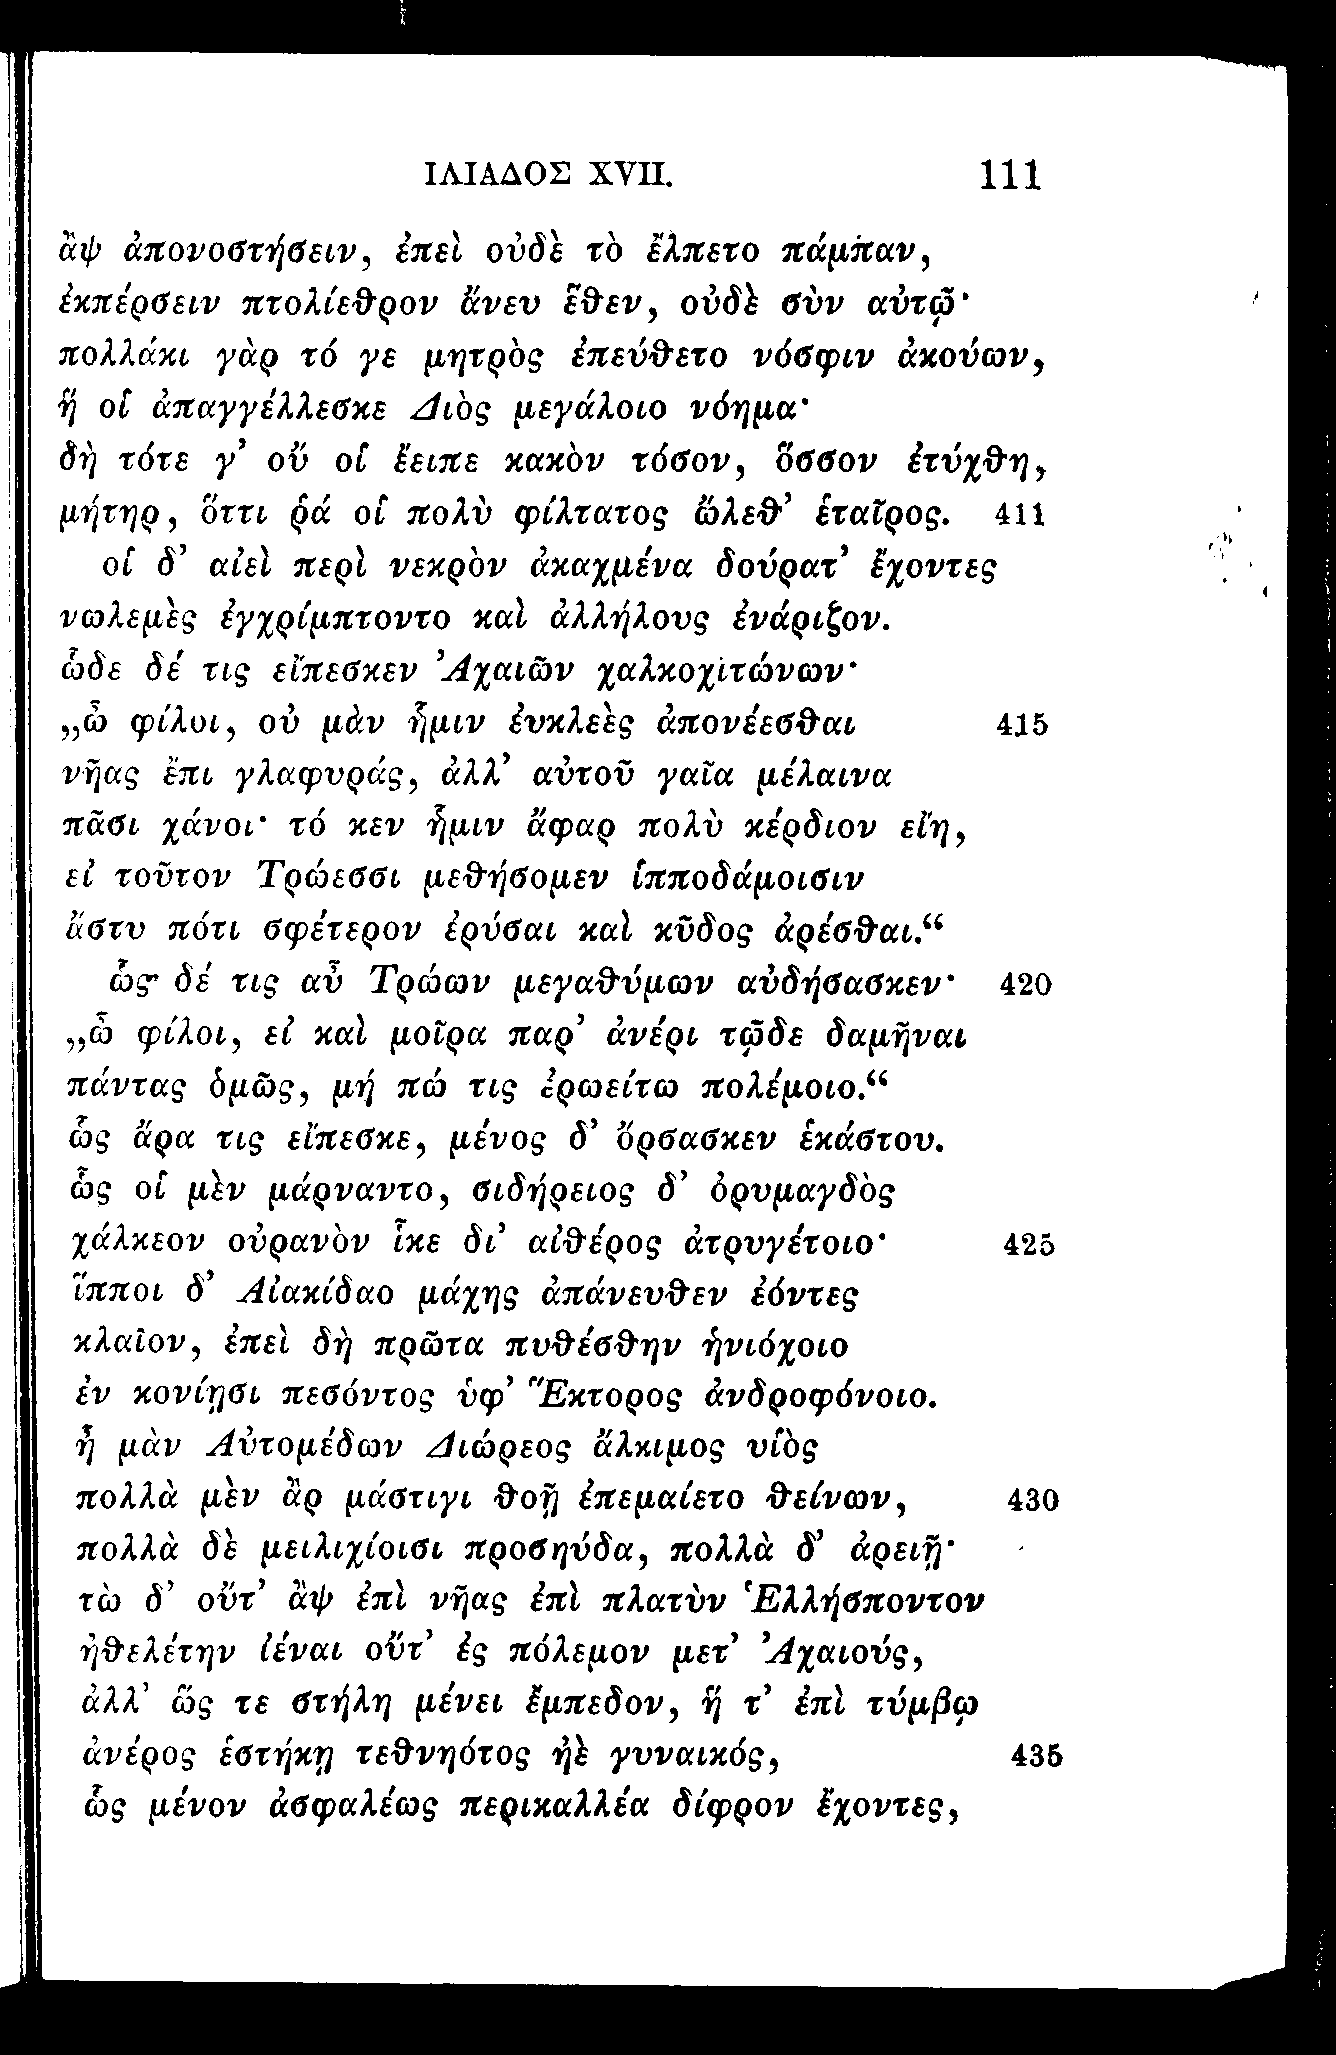 ΙΛΙΑΔΟΣ XVII. 111
ἂψ ἀπονοστήσειν, ἐπεὶ οὐδὲ τὸ ἔλπετο πάμπαν,
ἐκπέρσειν πτολίεθρον ἄνευ ἕθεν, οὐδὲ σὺν αὐτῷ·
πολλάκι γὰρ τό γε μητρὸς ἐπεύθετο νόσφιν ἀκούων,
ἥ οἱ ἀπαγγέλλεσκε Διὸς μεγάλοιο νόημα·
δὴ τότε γ’ οὔ οἱ ἔειπε κακὸν τόσον, ὅσσον ἐτύχθη,
μήτηρ, ὅττι ῥά οἱ πολὺ φίλτατος ὤλεθ’ ἑταῖρος. 411
οἱ δ’ αἰεὶ περὶ νεκρὸν ἀκαχμένα δούρατ’ ἔχοντες
νωλεμὲς ἐγχρίμπτοντο καὶ ἀλλήλους ἐνάριζον.
ὧδε δέ τις εἴπεσκεν Ἀχαιῶν χαλκοχιτώνων·
„ὦ φίλοι, οὐ μὰν ἧμιν ἐυκλεὲς ἀπονέεσθαι 415
νῆας ἔπι γλαφυράς, ἀλλ’ αὐτοῦ γαῖα μέλαινα
πᾶσι χάνοι· τό κεν ἧμιν ἄφαρ πολὺ κέρδιον εἴη,
εἰ τοῦτον Τρώεσσι μεθήσομεν ἱπποδάμοισιν
ἄστυ πότι σφέτερον ἐρύσαι καὶ κῦδος ἀρέσθαι.“
ὣς δέ τις αὖ Τρώων μεγαθύμων αὐδήσασκεν· 420
„ὦ φίλοι, εἰ καὶ μοῖρα παρ’ ἀνέρι τῷδε δαμῆναι
πάντας ὁμῶς, μή πώ τις ἐρωείτω πολέμοιο.“
ὣς ἄρα τις εἴπεσκε, μένος δ’ ὄρσασκεν ἑκάστου.
ὣς οἱ μὲν μάρναντο, σιδήρειος δ’ ὀρυμαγδὸς
χάλκεον οὐρανὸν ἷκε δι’ αἰθέρος ἀτρυγέτοιο· 425
ἵπποι δ’ Αἰακίδαο μάχης ἀπάνευθεν ἐόντες
κλαῖον, ἐπεὶ δὴ πρῶτα πυθέσθην ἡνιόχοιο
ἐν κονίῃσι πεσόντος ὑφ’ Ἕκτορος ἀνδροφόνοιο.
ἦ μὰν Αὐτομέδων Διώρεος ἄλκιμος υἱὸς
πολλὰ μὲν ἂρ μάστιγι θοῇ ἐπεμαίετο θείνων, 430
πολλὰ δὲ μειλιχίοισι προσηύδα, πολλὰ δ’ ἀρειῇ·
τὼ δ’ οὔτ’ ἂψ ἐπὶ νῆας ἐπὶ πλατὺν Ἑλλήσποντον
ἠθελέτην ἰέναι οὔτ’ ἐς πόλεμον μετ’ Ἀχαιούς,
ἀλλ’ ὥς τε στήλη μένει ἔμπεδον, ἥ τ’ ἐπὶ τύμβῳ
ἀνέρος ἑστήκῃ τεθνηότος ἠὲ γυναικός, 435
ὣς μένον ἀσφαλέως περικαλλέα δίφρον ἔχοντες,